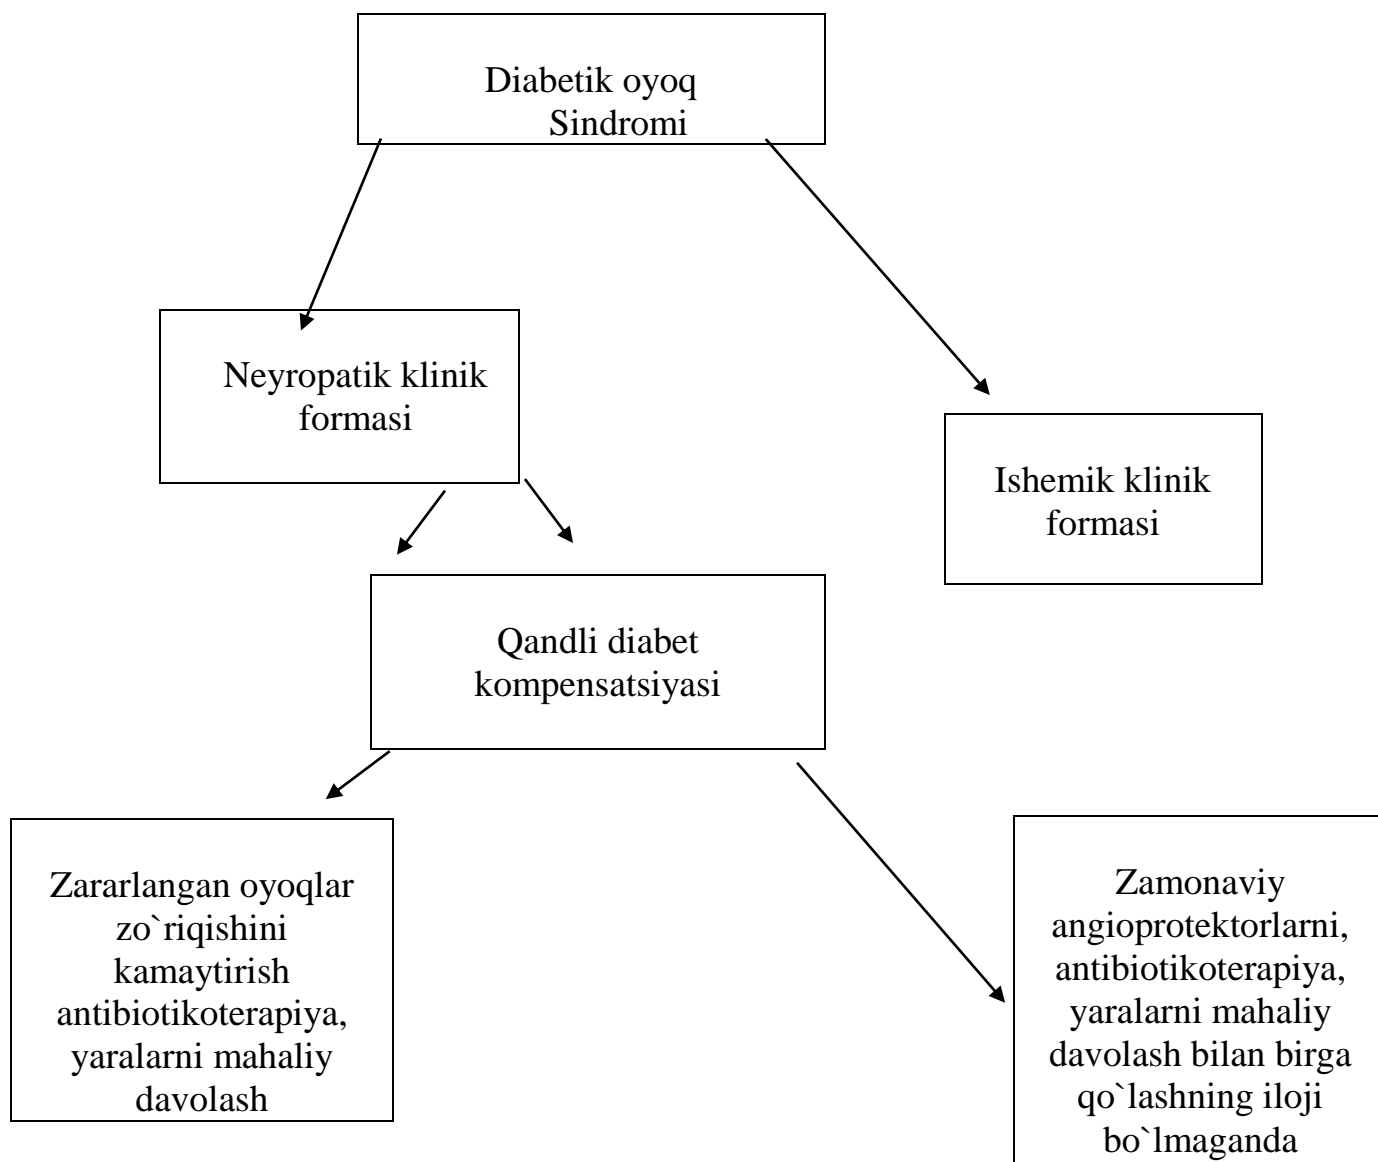 Diabetik oyoq
Sindromi
Neyropatik klinik
formasi
Ishemik klinik
formasi
Qandli diabet
kompensatsiyasi
Zararlangan oyoqlar
zo`riqishini
kamaytirish
antibiotikoterapiya,
yaralarni mahaliy
davolash
Zamonaviy
angioprotektorlarni,
antibiotikoterapiya,
yaralarni mahaliy
davolash bilan birga
qo`lashning iloji
bo`lmaganda